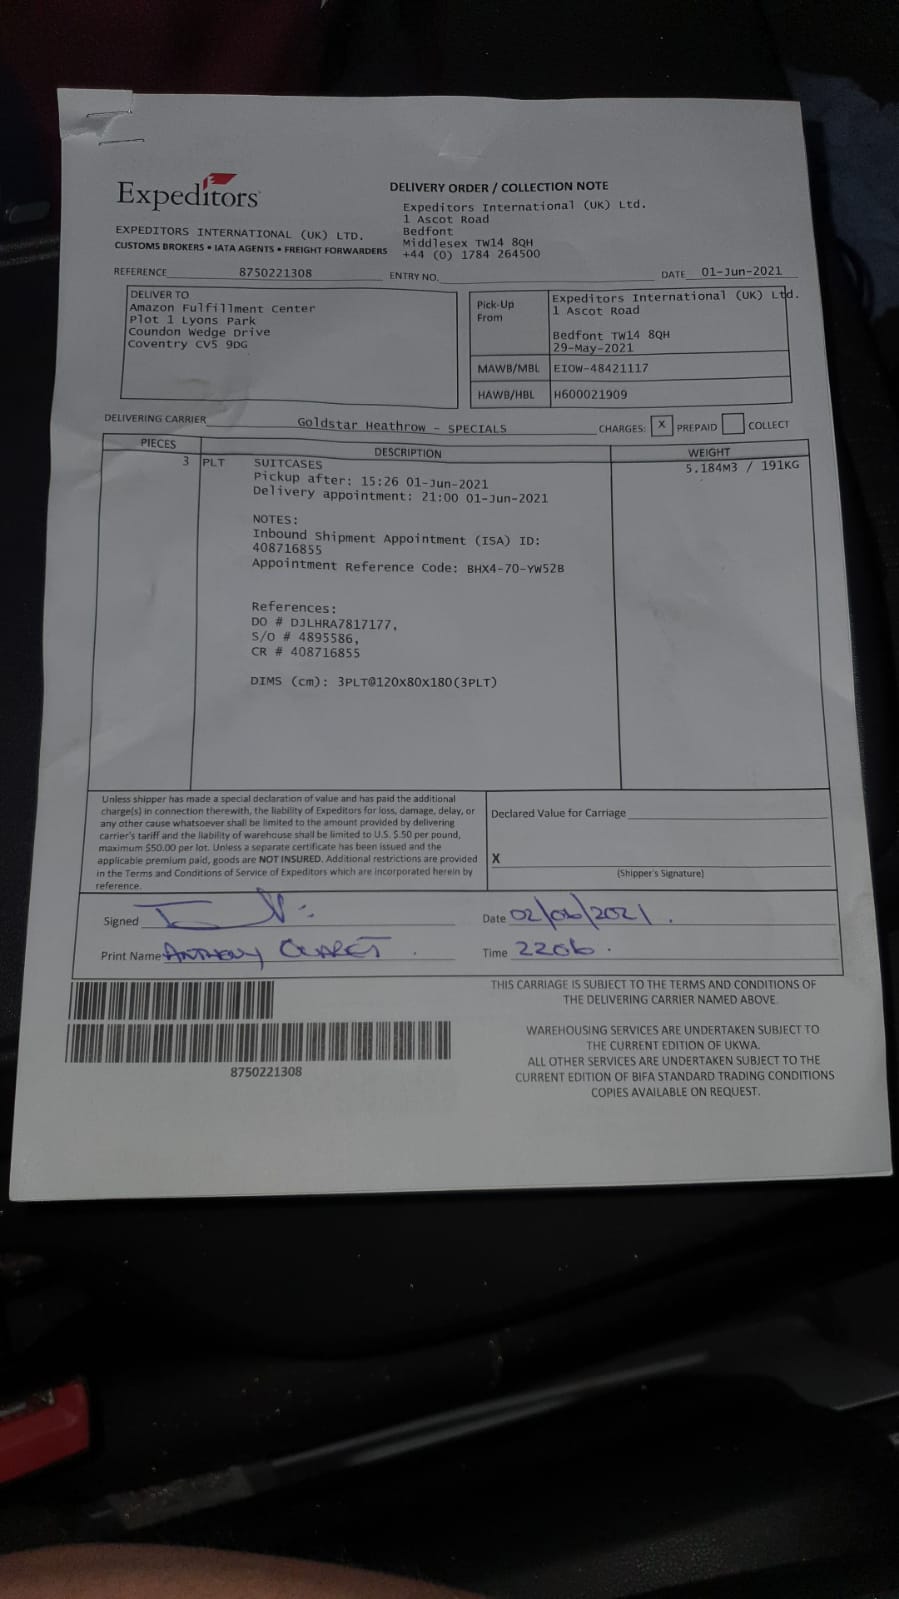 Expeditors
EXPEDITORS INTERNATIONAL (UK) LTD.
CUSTOMS BROKERS • IATA AGENTS • FREIGHT FORWARDERS
DELIVERY ORDER / COLLECTION NOTE
Expeditors International (UK) Ltd.
1 Ascot Road
Bedfont
Middlesex TW14 8QH
+44 (0) 1784 264500
REFERENCE 8750221308 ENTRY NO. DATE 01-Jun-2021
DELIVER TO
Amazon Fulfillment Center
Plot 1 Lyons Park
Coundon Wedge Drive
Coventry CV5 9DG
Pick-Up From
Expeditors International (UK) Ltd.
1 Ascot Road
Bedfont TW14 8QH
29-May-2021
MAWB/MBL EIOW-48421117
HAWB/HBL H600021909
DELIVERING CARRIER Goldstar Heathrow - SPECIALS CHARGES: X PREPAID COLLECT
PIECES DESCRIPTION WEIGHT
3 PLT SUITCASES 5.184M3 / 191KG
Pickup after: 15:26 01-Jun-2021
Delivery appointment: 21:00 01-Jun-2021
NOTES:
Inbound Shipment Appointment (ISA) ID:
408716855
Appointment Reference Code: BHX4-70-YW52B
References:
DO # DJLHRA7817177,
S/O # 4895586,
CR # 408716855
DIMS (cm): 3PLT@120X80X180(3PLT)
Unless shipper has made a special declaration of value and has paid the additional
charge(s) in connection therewith, the liability of Expeditors for loss, damage, delay, or
any other cause whatsoever shall be limited to the amount provided by delivering
carrier's tariff and the liability of warehouse shall be limited to U.S. $.50 per pound,
maximum $50.00 per lot. Unless a separate certificate has been issued and the
applicable premium paid, goods are NOT INSURED. Additional restrictions are provided
in the Terms and Conditions of Service of Expeditors which are incorporated herein by
reference.
Declared Value for Carriage
X
(Shipper's Signature)
Signed Date 02/06/2021.
Print Name ANTHONY Time 2206.
THIS CARRIAGE IS SUBJECT TO THE TERMS AND CONDITIONS OF
THE DELIVERING CARRIER NAMED ABOVE.
8750221308
WAREHOUSING SERVICES ARE UNDERTAKEN SUBJECT TO
THE CURRENT EDITION OF UKWA.
ALL OTHER SERVICES ARE UNDERTAKEN SUBJECT TO THE
CURRENT EDITION OF BIFA STANDARD TRADING CONDITIONS
COPIES AVAILABLE ON REQUEST.